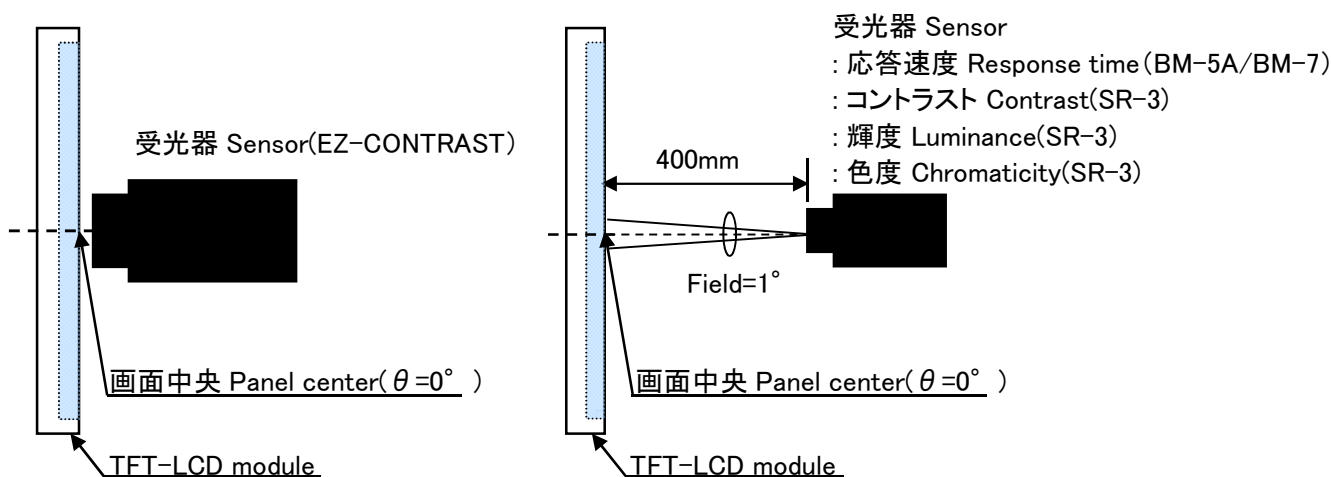 受光器 Sensor(EZ-CONTRAST)
画面中央 Panel center(θ=0°)
TFT-LCD module
受光器 Sensor
: 応答速度 Response time(BM-5A/BM-7)
: コントラスト Contrast(SR-3)
: 輝度 Luminance(SR-3)
: 色度 Chromaticity(SR-3)
400mm
Field=1°
画面中央 Panel center(θ=0°)
TFT-LCD module